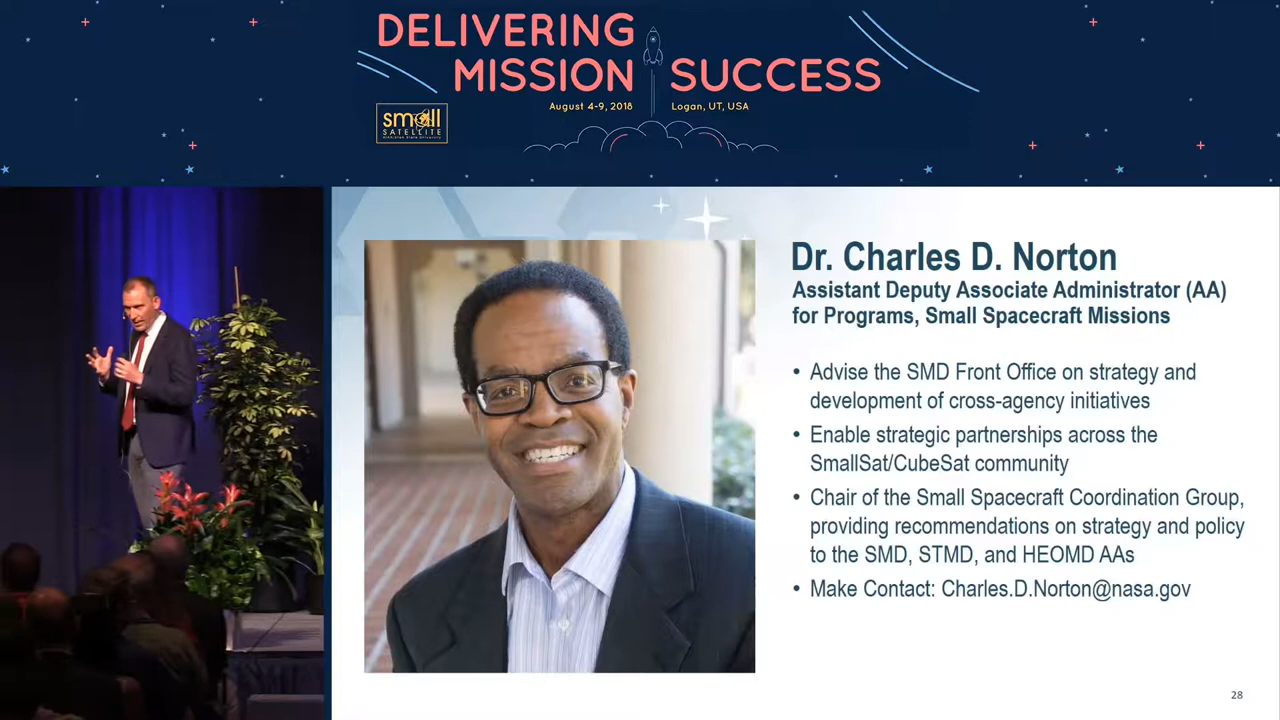 DELIVERING
MISSION SUCCESS
August 4-9, 2018 Logan, UT, USA
small
SATELLITE
Dr. Charles D. Norton
Assistant Deputy Associate Administrator (AA)
for Programs, Small Spacecraft Missions
• Advise the SMD Front Office on strategy and
development of cross-agency initiatives
• Enable strategic partnerships across the
SmallSat/CubeSat community
• Chair of the Small Spacecraft Coordination Group,
providing recommendations on strategy and policy
to the SMD, STMD, and HEOMD AAs
• Make Contact: Charles.D.Norton@nasa.gov
28